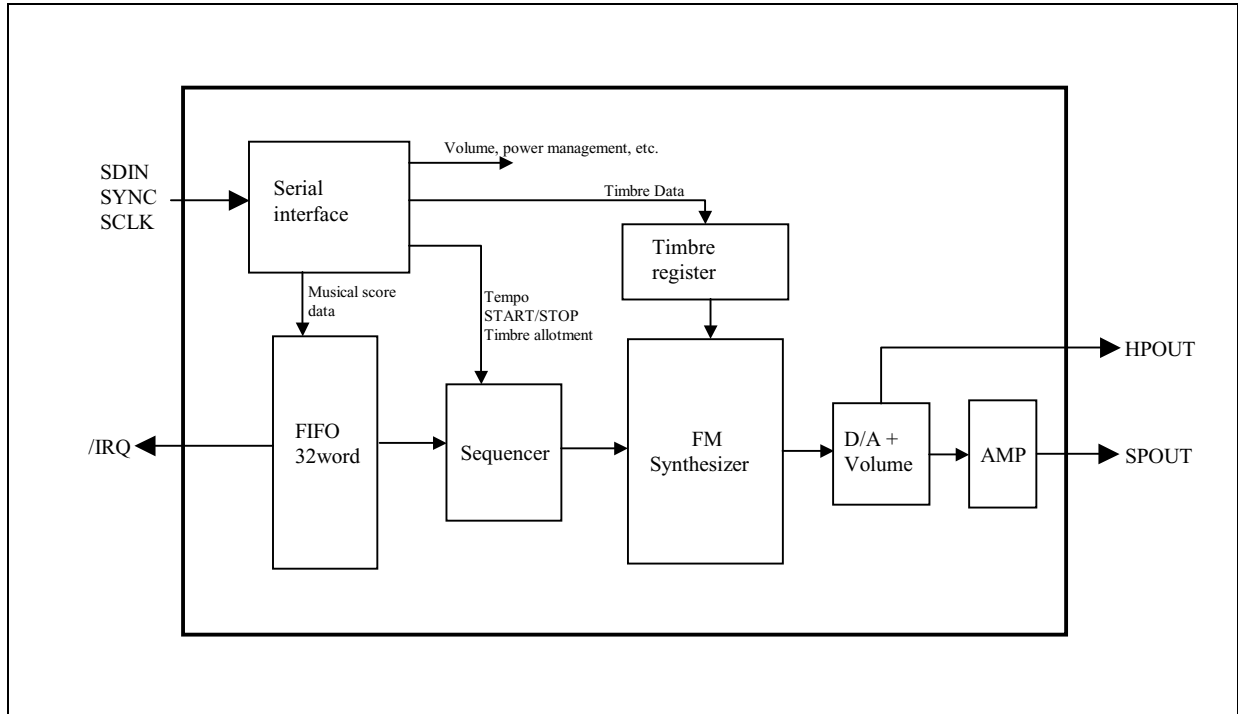 Volume, power management, etc.
SDIN
SYNC
SCLK
Serial
interface
Timbre Data
Timbre
register
Musical score
data
Tempo
START/STOP
Timbre allotment
HPOUT
/IRQ
FIFO
32word
Sequencer
FM
Synthesizer
D/A +
Volume
AMP
SPOUT